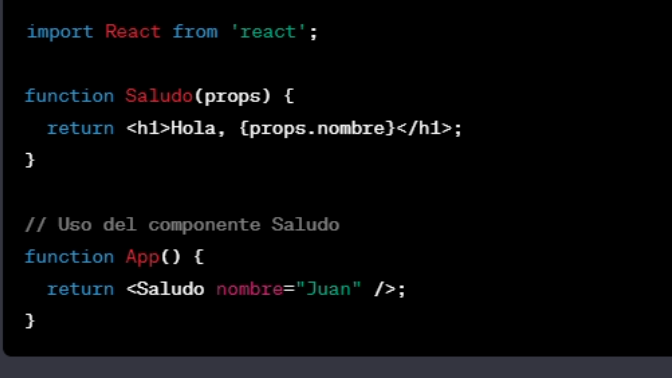 import React from 'react';
function Saludo(props) {
return <h1>Hola, {props.nombre}</h1>;
}
// Uso del componente Saludo
function App() {
return <Saludo nombre="Juan" />;
}